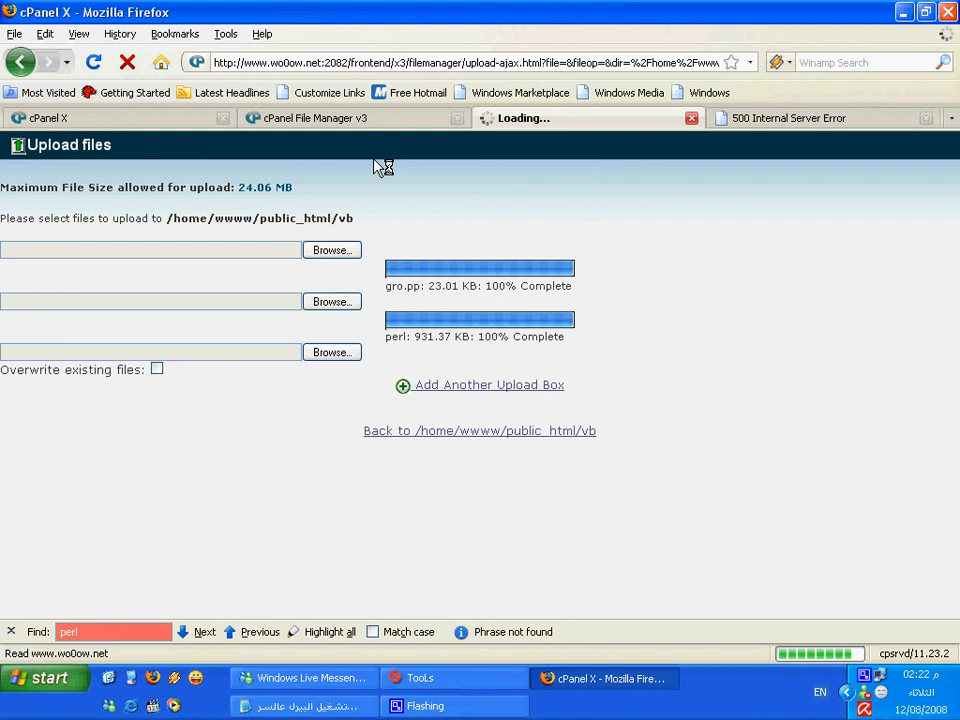 cPanel X - Mozilla Firefox
File Edit View History Bookmarks Tools Help
http://www.wo0ow.net:2082/frontend/x3/filemanager/upload-ajax.html?file=&fileop=&dir=%2Fhome%2Fwww
Winamp Search
Most Visited Getting Started Latest Headlines Customize Links Free Hotmail Windows Marketplace Windows Media Windows
cPanel X cPanel File Manager v3 Loading... 500 Internal Server Error
Upload files
Maximum File Size allowed for upload: 24.06 MB
Please select files to upload to /home/wwww/public_html/vb
Browse...
gro.pp: 23.01 KB: 100% Complete
Browse...
perl: 931.37 KB: 100% Complete
Browse...
Overwrite existing files:
Add Another Upload Box
Back to /home/wwww/public_html/vb
Find: perl Next Previous Highlight all Match case Phrase not found
Read www.wo0ow.net cpsrvd/11.23.2
start Windows Live Messen... TooLs cPanel X - Mozilla Fire... 02:22 م
EN الثلاثاء
تشغيل البيرل عالسر... Flashing 12/08/2008